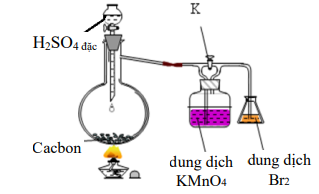 K
H₂SO₄ đặc
Cacbon
dung dịch
KMnO₄
dung dịch
Br₂